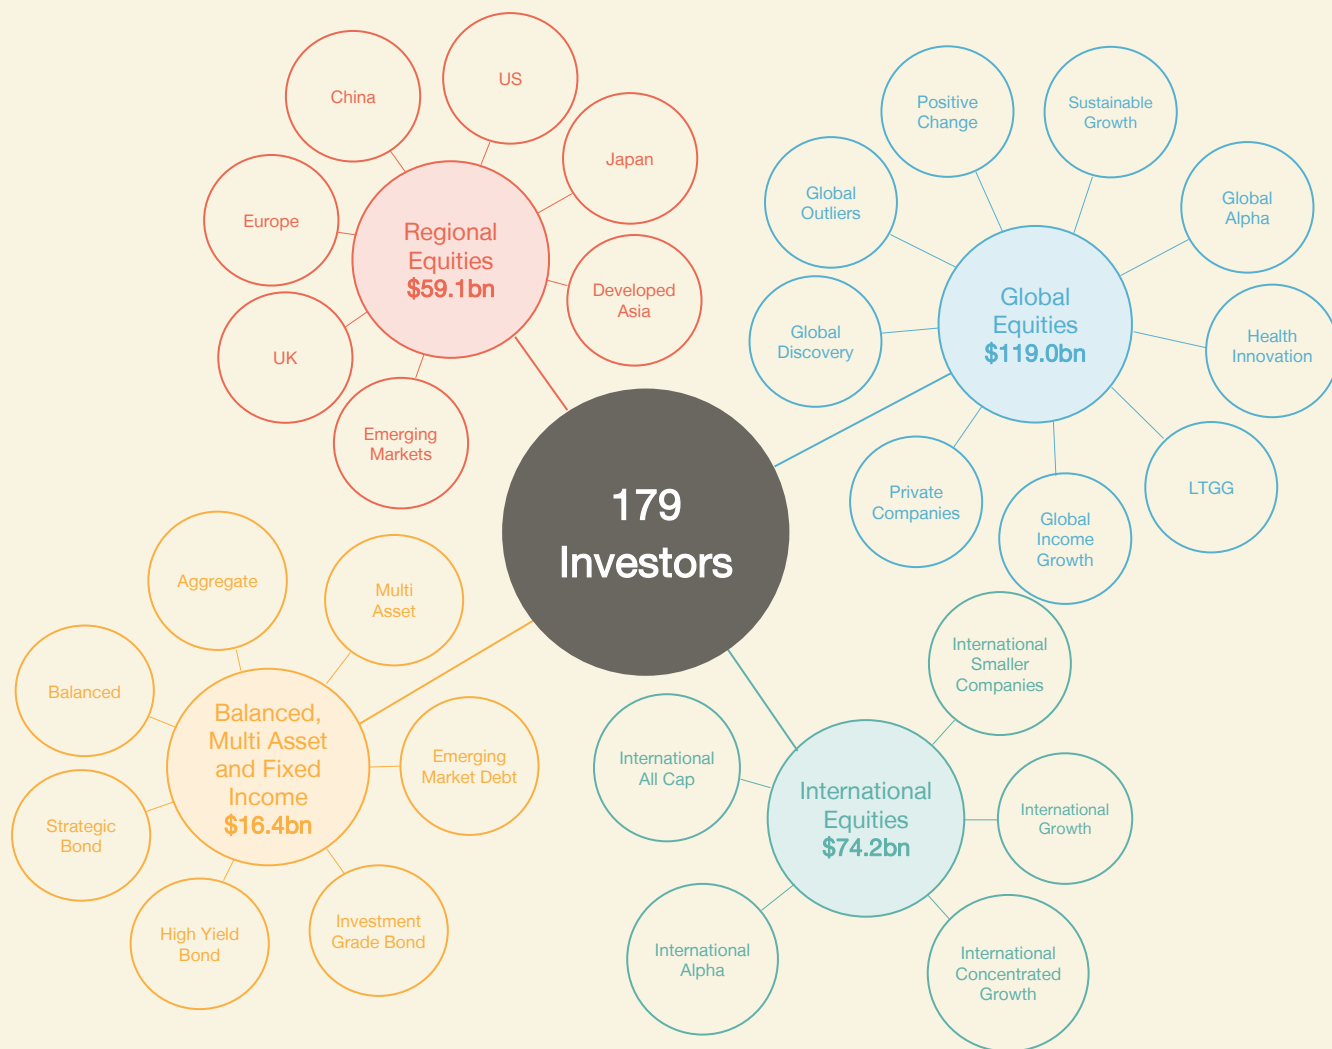 179
Investors
Regional
Equities
$59.1bn
China
US
Japan
Developed
Asia
Emerging
Markets
UK
Europe
Global
Equities
$119.0bn
Positive
Change
Sustainable
Growth
Global
Alpha
Health
Innovation
LTGG
Global
Income
Growth
Private
Companies
Global
Discovery
Global
Outliers
International
Equities
$74.2bn
International
Smaller
Companies
International
Growth
International
Concentrated
Growth
International
Alpha
International
All Cap
Balanced,
Multi Asset
and Fixed
Income
$16.4bn
Aggregate
Multi
Asset
Emerging
Market Debt
Investment
Grade Bond
High Yield
Bond
Strategic
Bond
Balanced